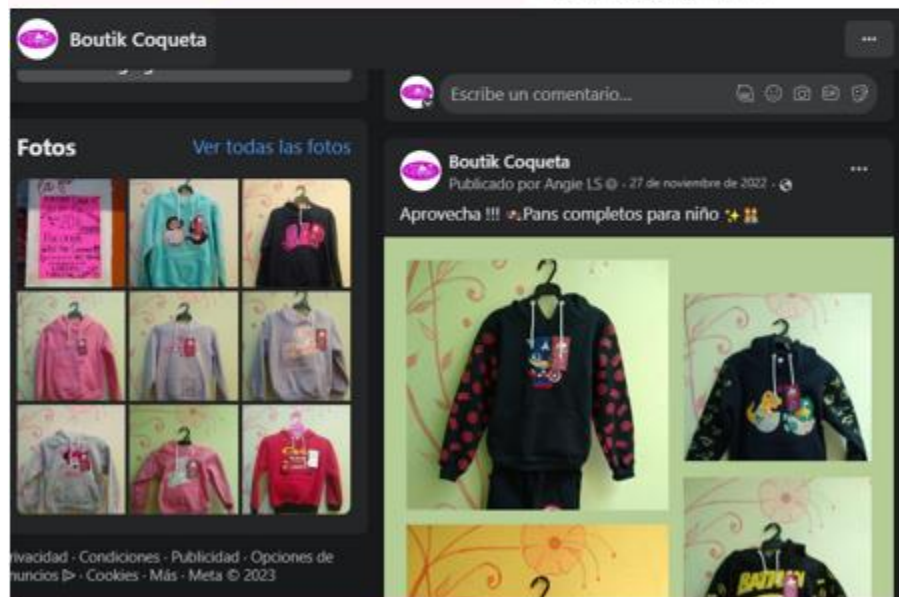 Boutik Coqueta
Escribe un comentario...
Fotos
Ver todas las fotos
Boutik Coqueta
Publicado por Angie LS · 27 de noviembre de 2022 ·
Aprovecha !!! Pans completos para niño
BATMAN
rivacidad · Condiciones · Publicidad · Opciones de
nuncios · Cookies · Más · Meta © 2023